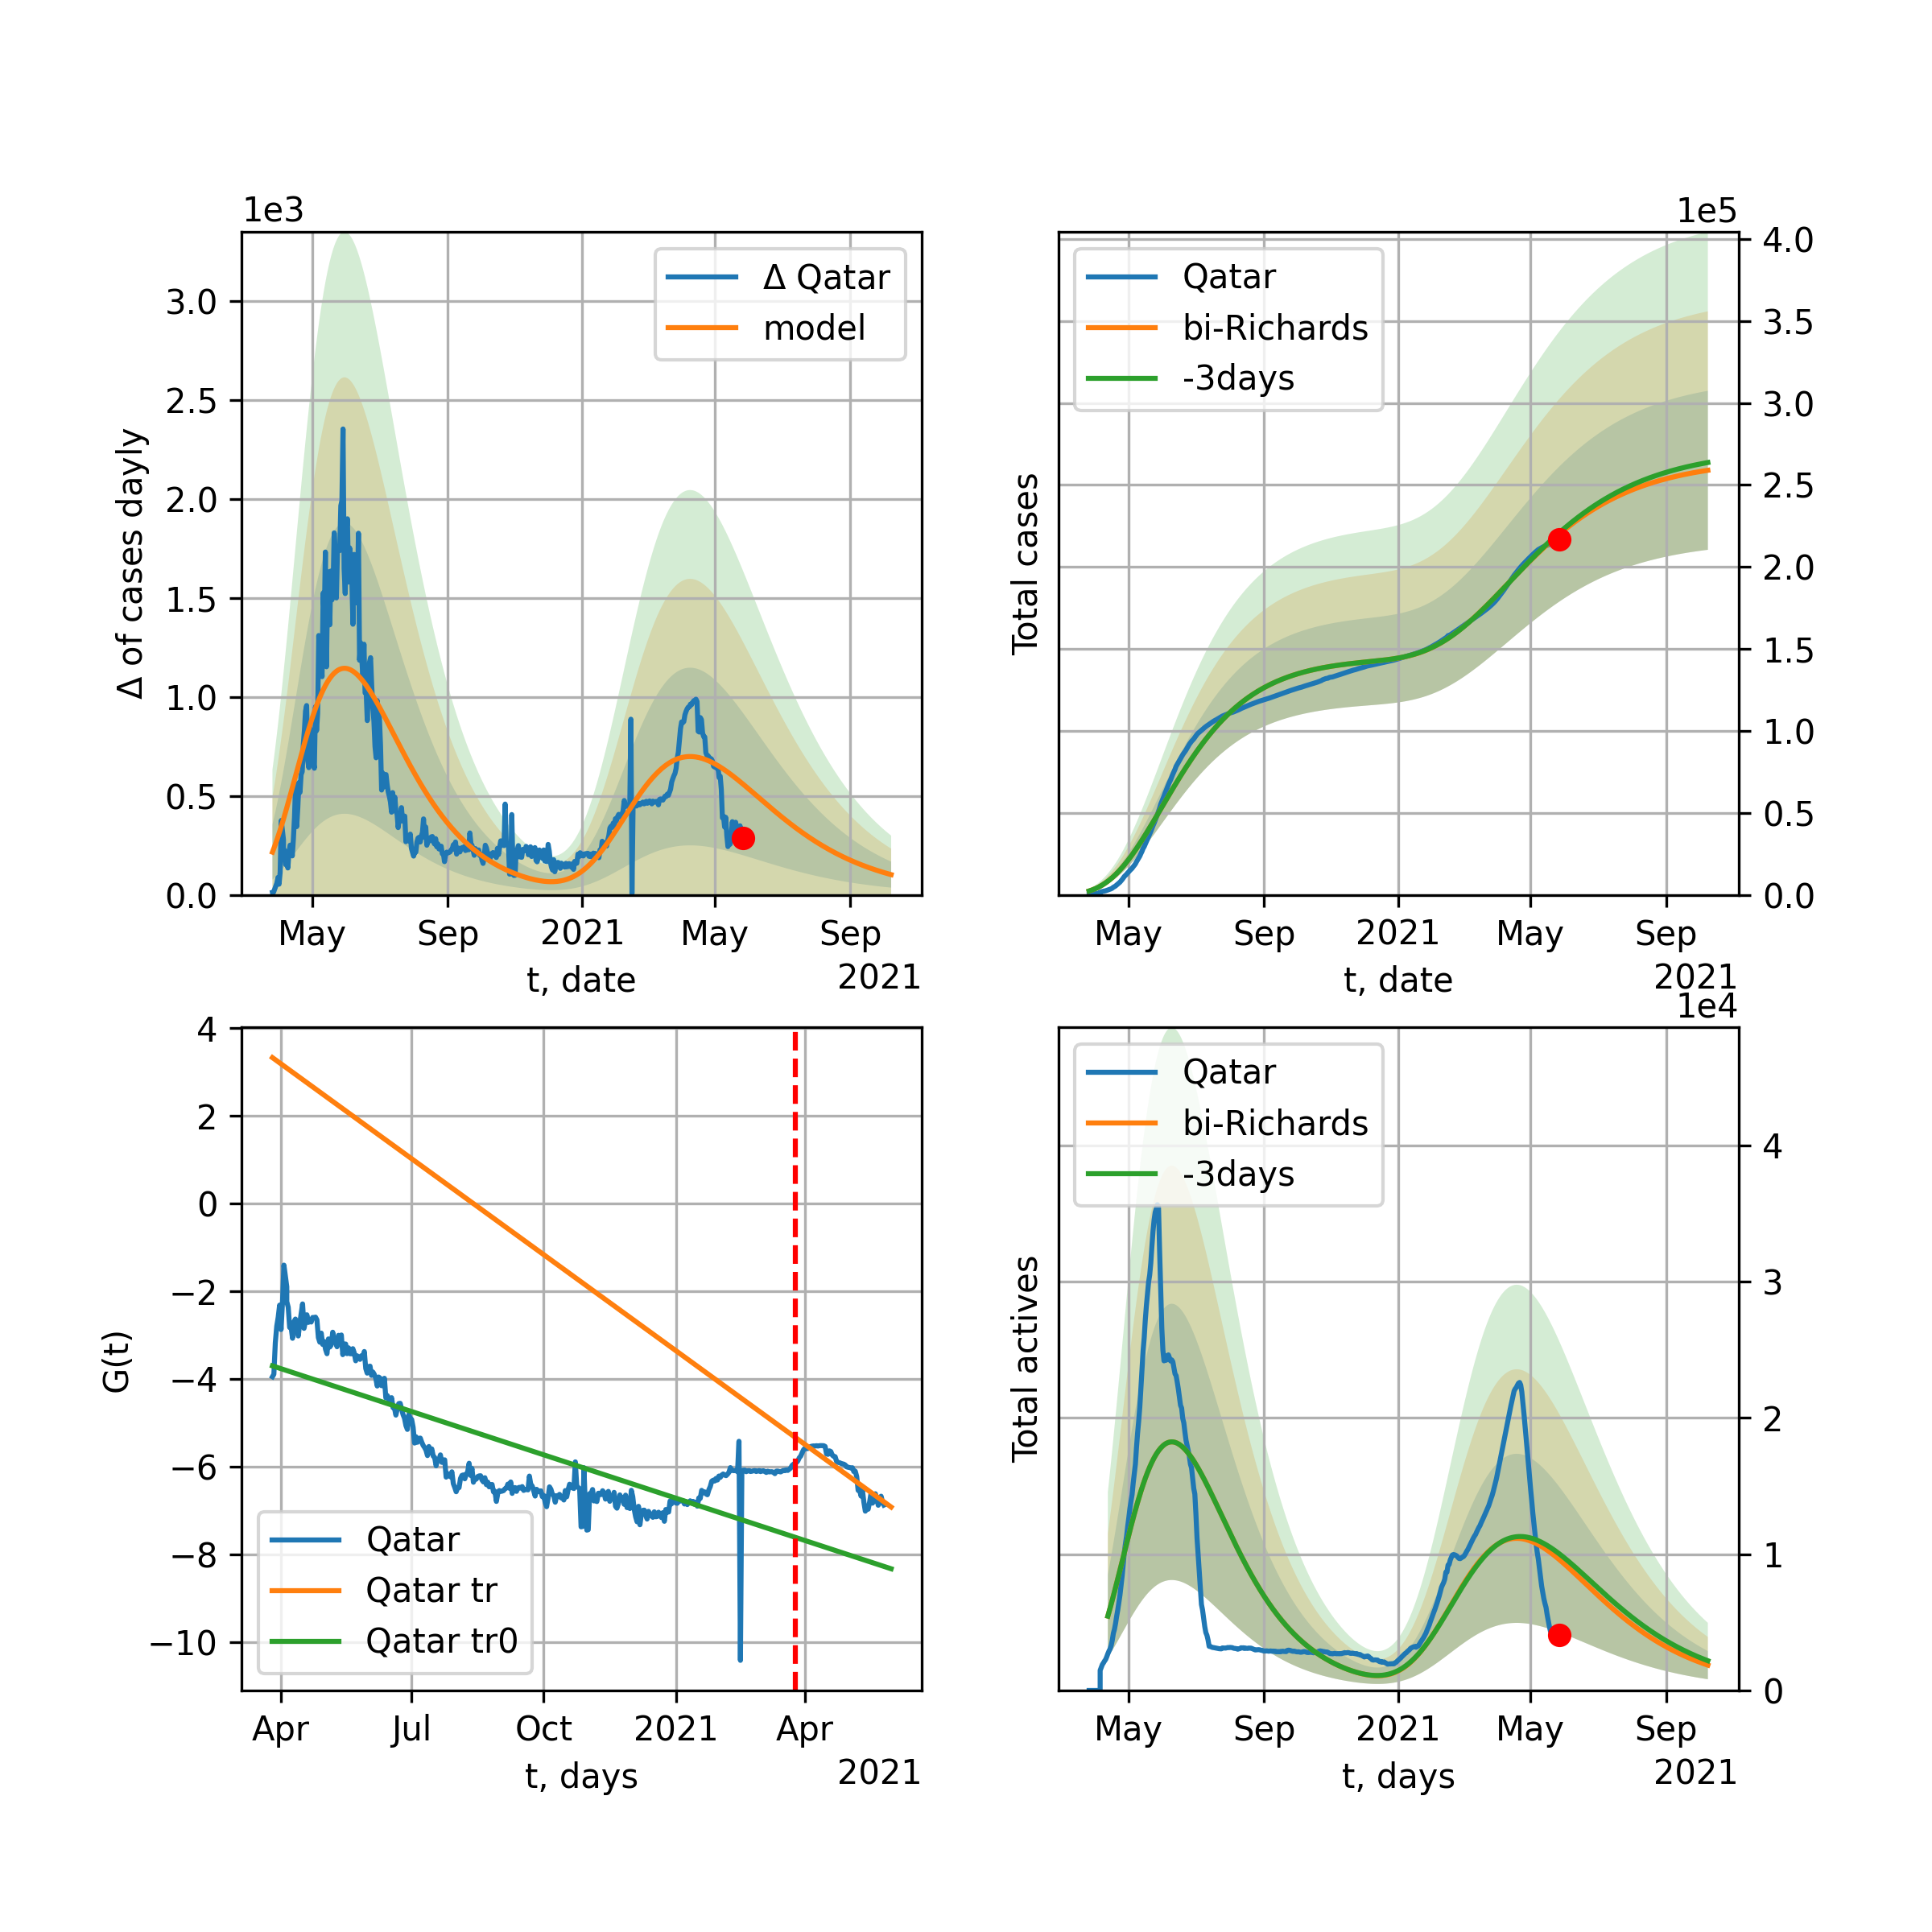 1e3
Δ Qatar
model
3.0
2.5
2.0
1.5
1.0
0.5
0.0
Δ of cases dayly
May Sep 2021 May Sep
t, date
2021
1e5
Qatar
bi-Richards
-3days
4.0
3.5
3.0
2.5
2.0
1.5
1.0
0.5
0.0
Total cases
May Sep 2021 May Sep
t, date
2021
4
2
0
−2
−4
−6
−8
−10
G(t)
Qatar
Qatar tr
Qatar tr0
Apr Jul Oct 2021 Apr
t, days
2021
1e4
Qatar
bi-Richards
-3days
4
3
2
1
0
Total actives
May Sep 2021 May Sep
t, days
2021